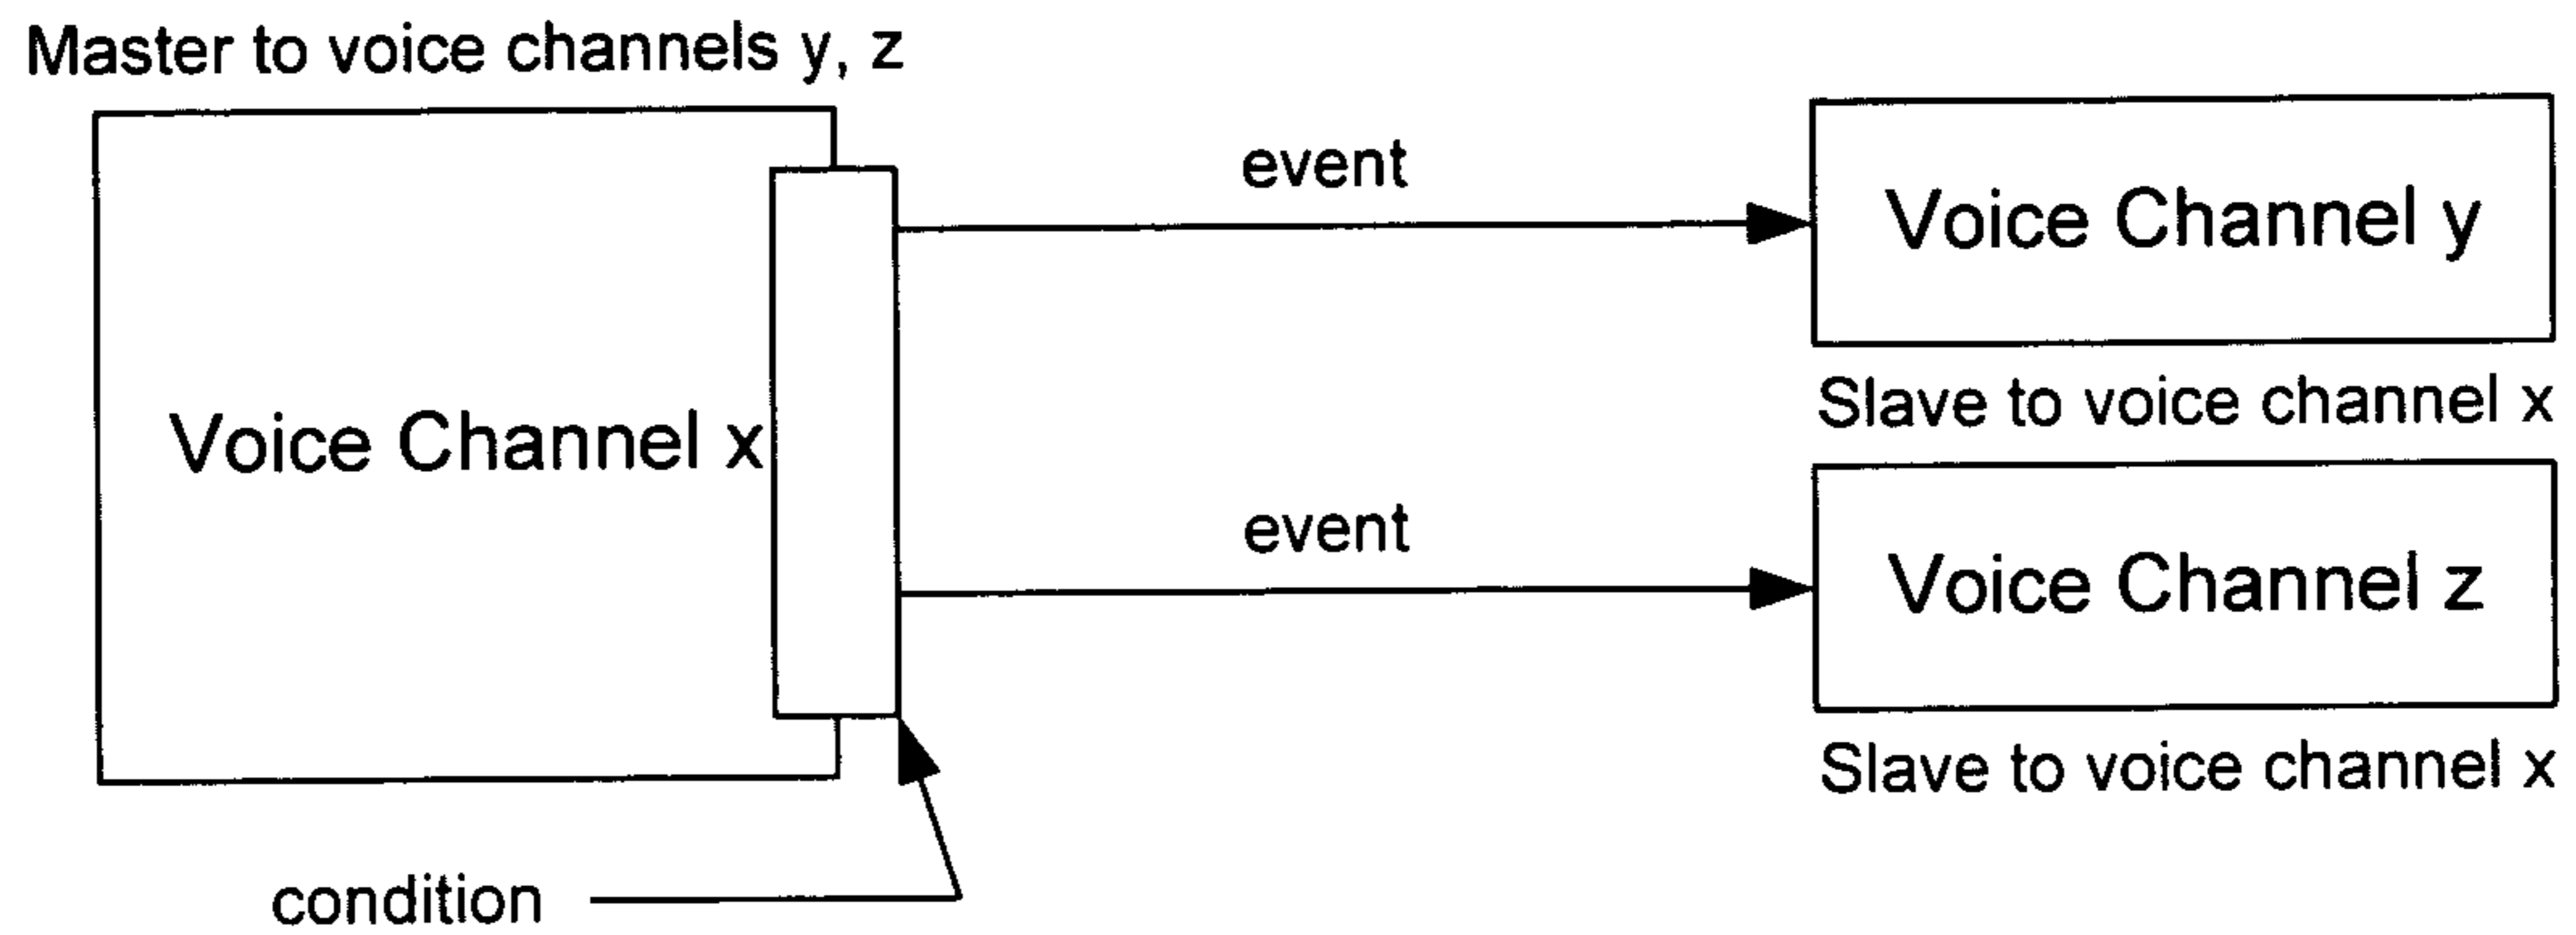 Master to voice channels y, z
event
Voice Channel y
Slave to voice channel x
Voice Channel x
event
Voice Channel z
Slave to voice channel x
condition